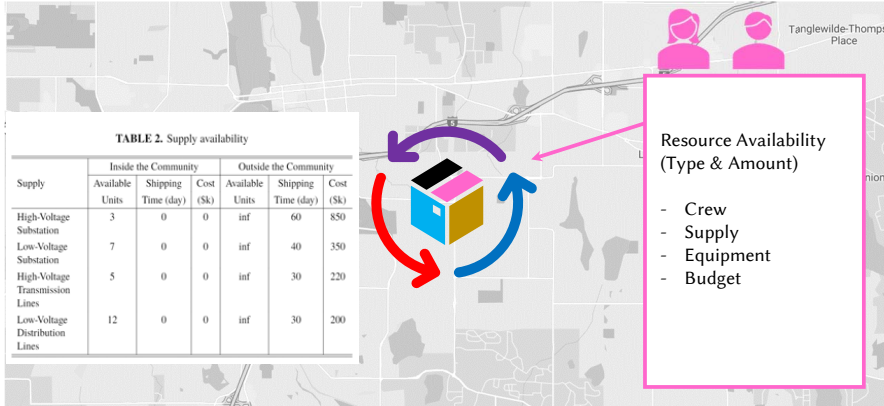 Tanglewilde-Thomps
Place
TABLE 2. Supply availability
Inside the Community Outside the Community
Supply Available Shipping Cost Available Shipping Cost
Units Time (day) ($k) Units Time (day) ($k)
High-Voltage 3 0 0 inf 60 850
Substation
Low-Voltage 7 0 0 inf 40 350
Substation
High-Voltage 5 0 0 inf 30 220
Transmission
Lines
Low-Voltage 12 0 0 inf 30 200
Distribution
Lines
5
Resource Availability
(Type & Amount)
- Crew
- Supply
- Equipment
- Budget
L
nion